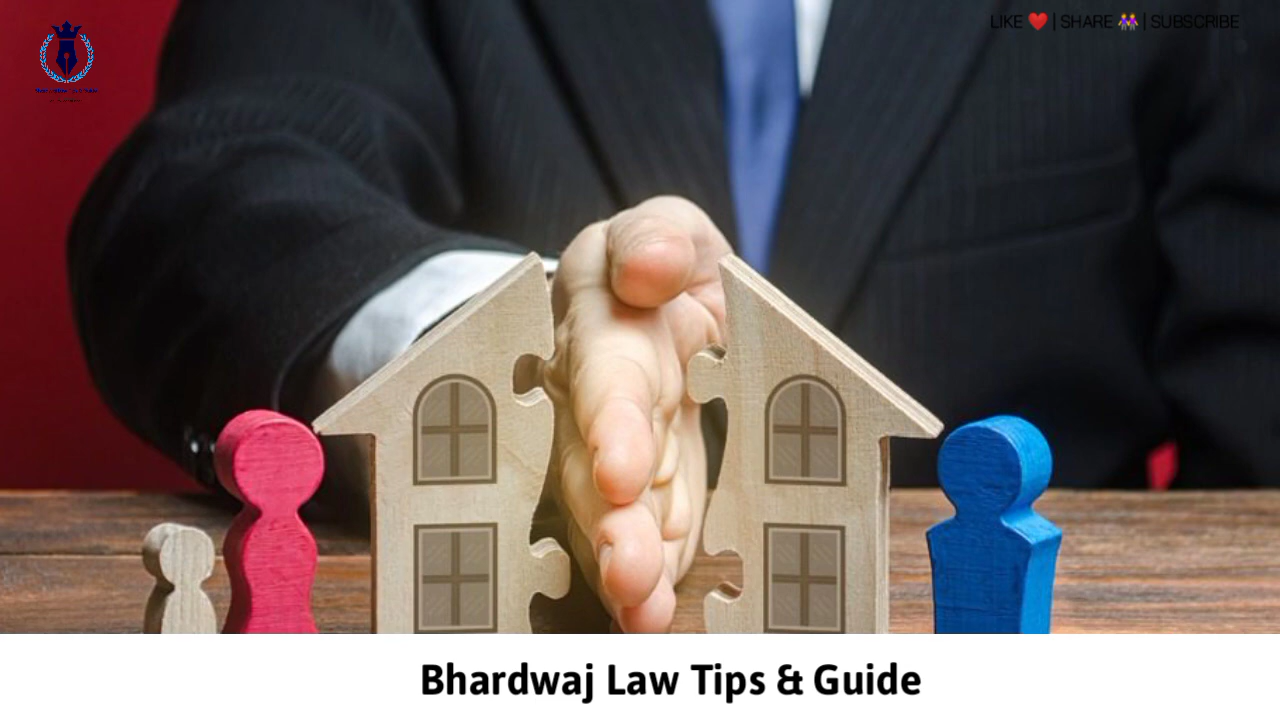 LIKE ❤️ | SHARE 👭 | SUBSCRIBE
Bhardwaj Law Tips & Guide